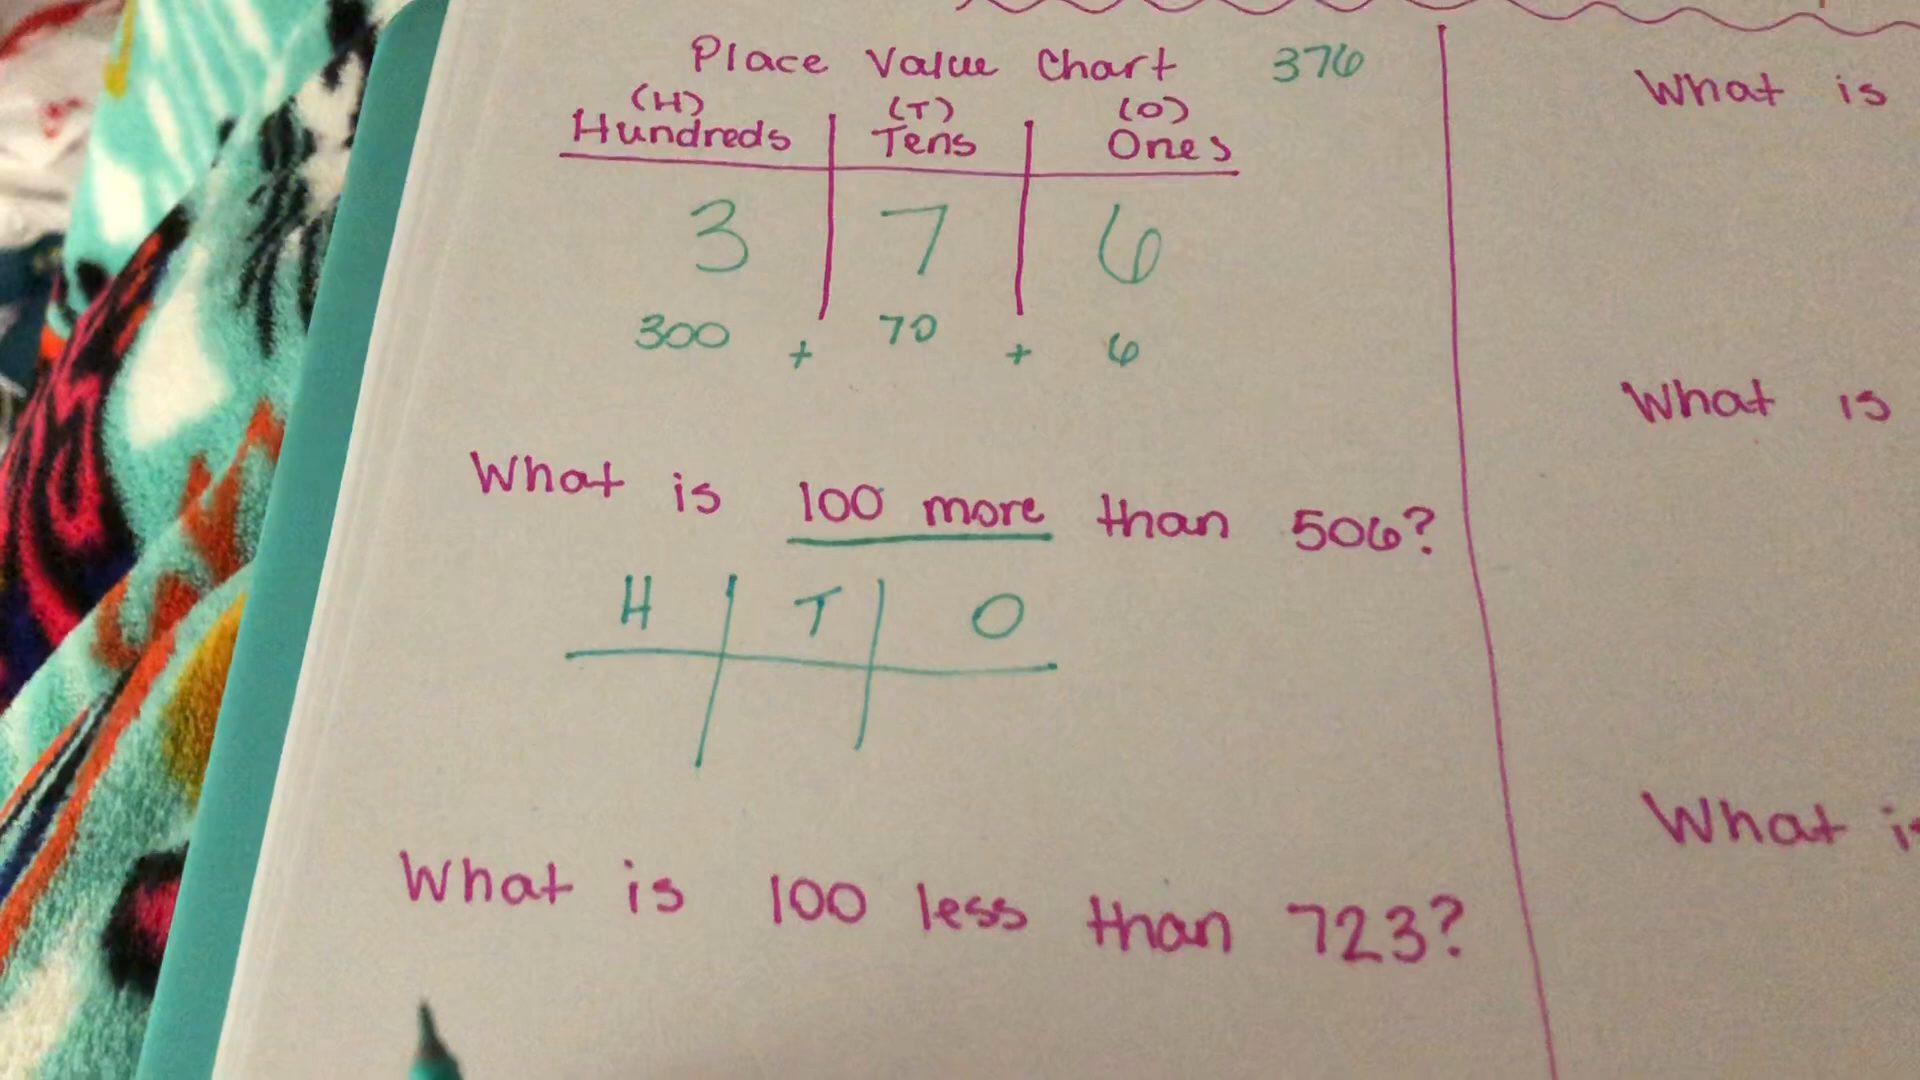 Place Value Chart 376
(H) (T) (O)
Hundreds Tens Ones
3 7 6
300 + 70 + 6
What is 100 more than 506?
H T O
What is 100 less than 723?
What is
What is
What is